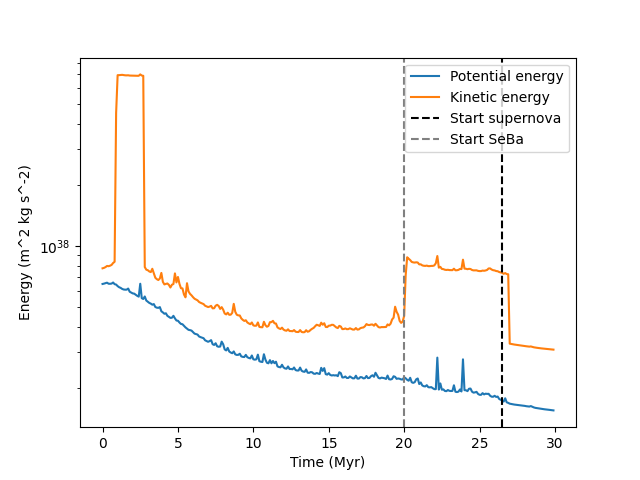 Energy (m^2 kg s^-2)
10^38
Potential energy
Kinetic energy
Start supernova
Start SeBa
0 5 10 15 20 25 30
Time (Myr)